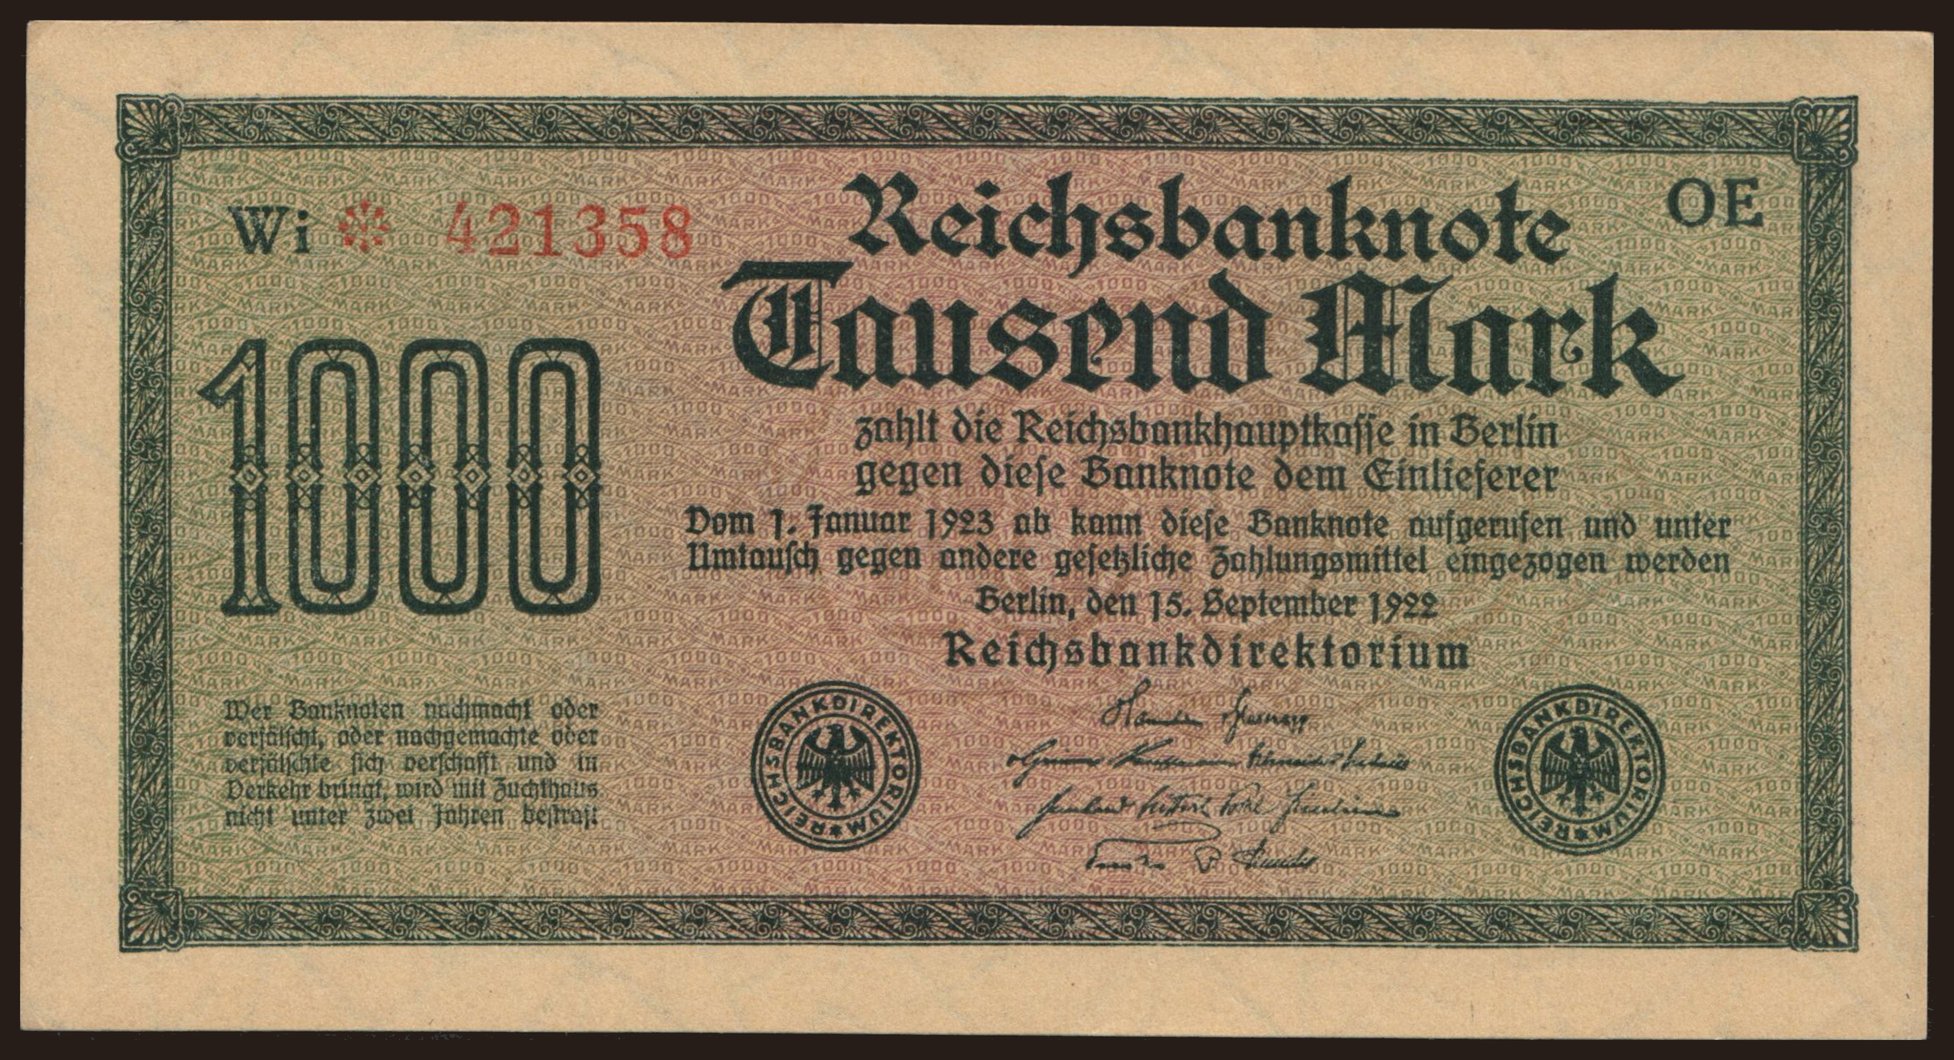 Wi * 421358
OE
Reichsbanknote
Tausend Mark
1000
zahlt die Reichsbankhauptkasse in Berlin
gegen diese Banknote dem Einlieferer
Vom 1. Januar 1923 ab kann diese Banknote aufgerufen und unter
Umtausch gegen andere gesetzliche Zahlungsmittel eingezogen werden
Berlin, den 15. September 1922
Reichsbankdirektorium
Wer Banknoten nachmacht oder
verfälscht, oder nachgemachte oder
verfälschte sich verschafft und in
Verkehr bringt, wird mit Zuchthaus
nicht unter zwei Jahren bestraft
REICHSBANKDIREKTORIUM*
REICHSBANKDIREKTORIUM*